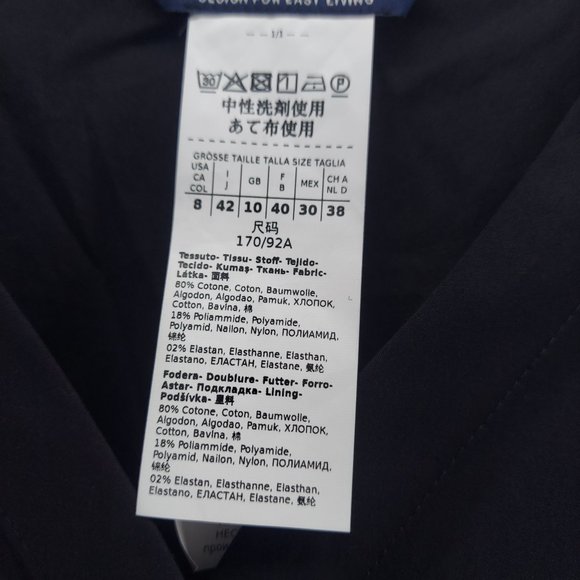 DESIGN FOR EASY LIVING
— — 1/1 — —
30 P
中性洗剤使用
あて布使用
GRÖSSE TAILLE TALLA SIZE TAGLIA
USA CA COL I J GB F B MEX CH A NL D
8 42 10 40 30 38
尺码
170/92A
Tessuto- Tissu- Stoff- Tejido-
Tecido- Kumaş- Ткань- Fabric-
Látka- 面料
80% Cotone, Coton, Baumwolle,
Algodon, Algodao, Pamuk, ХЛОПОК,
Cotton, Bavlna, 棉
18% Poliammide, Polyamide,
Polyamid, Nailon, Nylon, ПОЛИАМИД,
锦纶
02% Elastan, Elasthanne, Elasthan,
Elastano, ЕЛАСТАН, Elastane, 氨纶
Fodera- Doublure- Futter- Forro-
Astar- Подкладка- Lining-
Podšívka- 里料
80% Cotone, Coton, Baumwolle,
Algodon, Algodao, Pamuk, ХЛОПОК,
Cotton, Bavlna, 棉
18% Poliammide, Polyamide,
Polyamid, Nailon, Nylon, ПОЛИАМИД,
锦纶
02% Elastan, Elasthanne, Elasthan,
Elastano, ЕЛАСТАН, Elastane, 氨纶